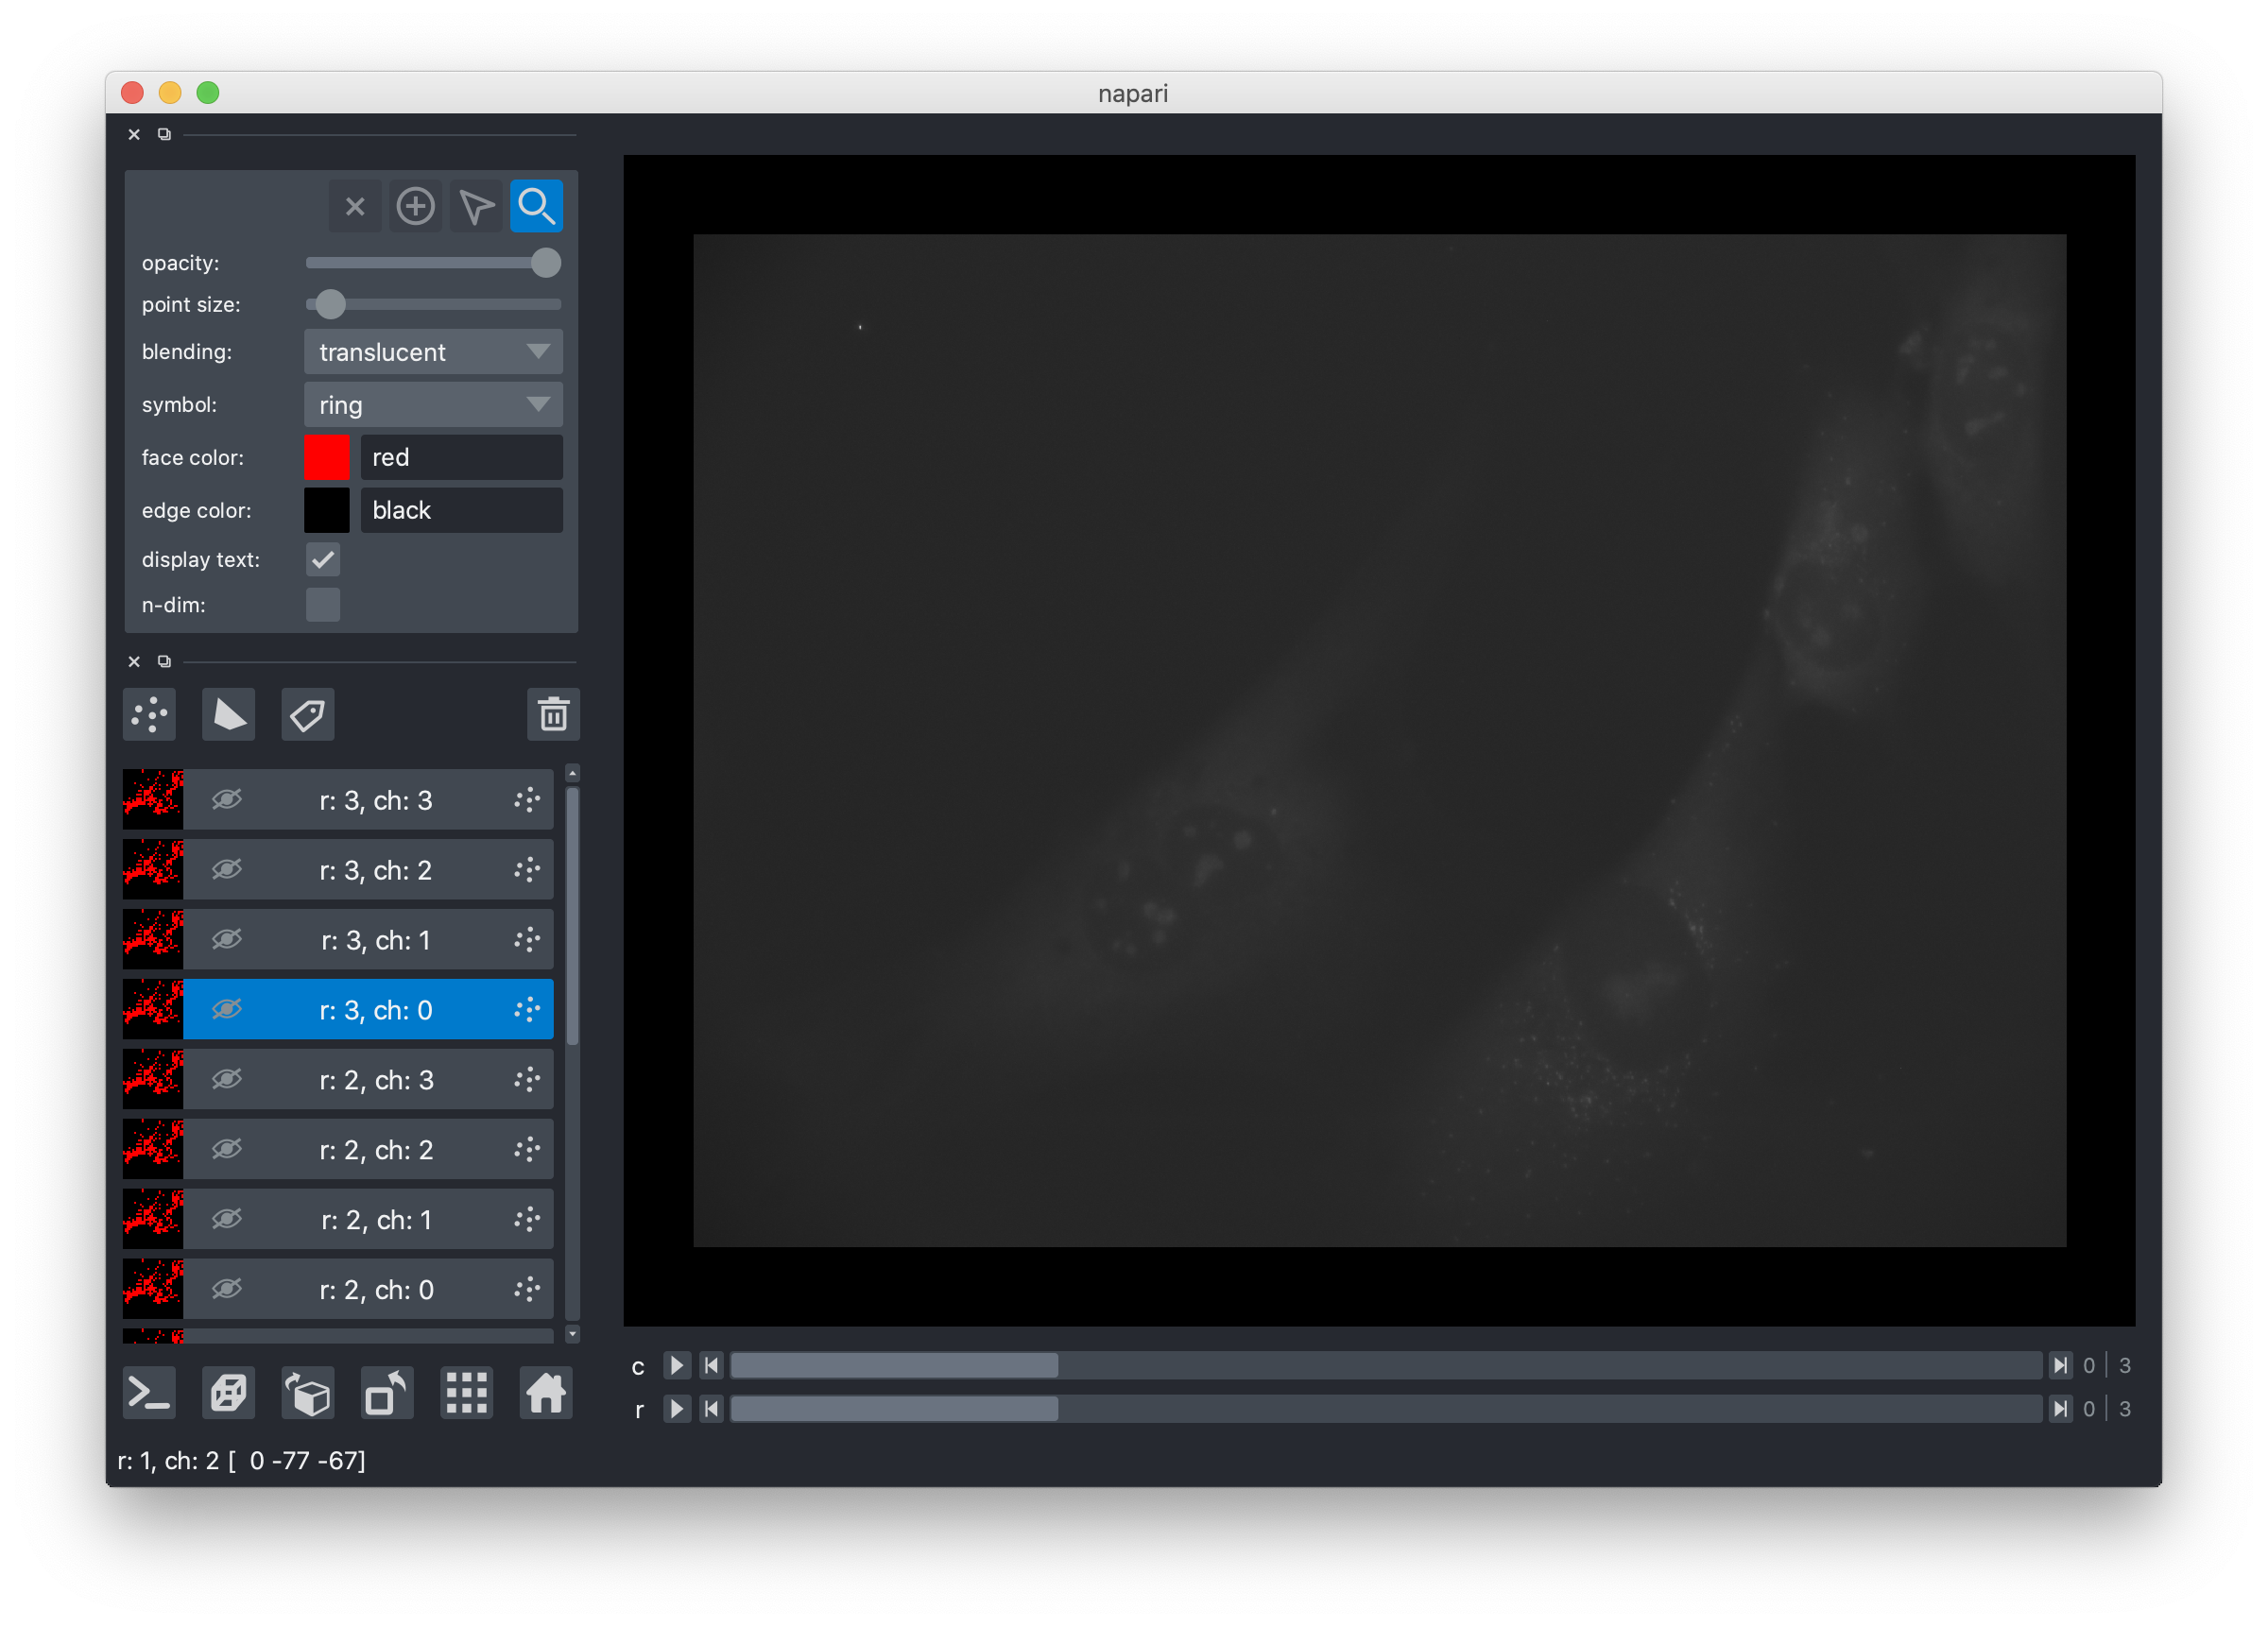 napari
opacity:
point size:
blending: translucent
symbol: ring
face color: red
edge color: black
display text:
n-dim:
r: 3, ch: 3
r: 3, ch: 2
r: 3, ch: 1
r: 3, ch: 0
r: 2, ch: 3
r: 2, ch: 2
r: 2, ch: 1
r: 2, ch: 0
c 0 3
r 0 3
r: 1, ch: 2 [  0 -77 -67]